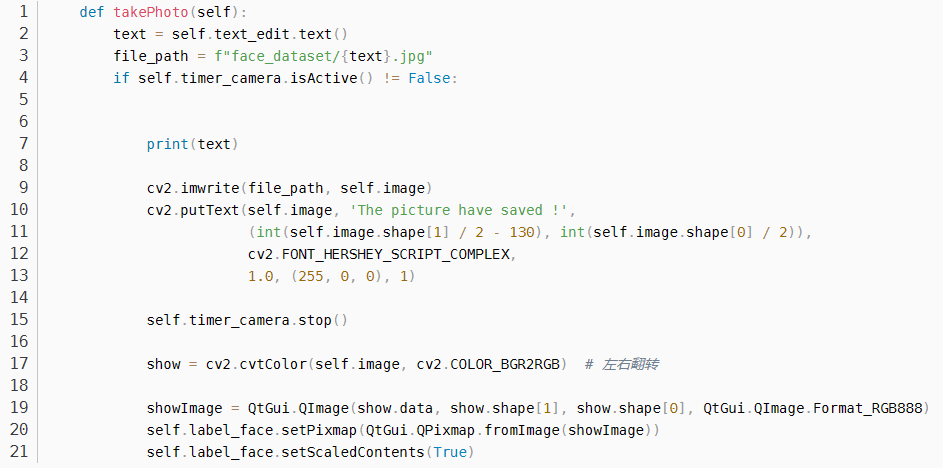 1 def takePhoto(self):
2 text = self.text_edit.text()
3 file_path = f"face_dataset/{text}.jpg"
4 if self.timer_camera.isActive() != False:
5
6
7 print(text)
8
9 cv2.imwrite(file_path, self.image)
10 cv2.putText(self.image, 'The picture have saved !',
11 (int(self.image.shape[1] / 2 - 130), int(self.image.shape[0] / 2)),
12 cv2.FONT_HERSHEY_SCRIPT_COMPLEX,
13 1.0, (255, 0, 0), 1)
14
15 self.timer_camera.stop()
16
17 show = cv2.cvtColor(self.image, cv2.COLOR_BGR2RGB)  # 左右翻转
18
19 showImage = QtGui.QImage(show.data, show.shape[1], show.shape[0], QtGui.QImage.Format_RGB888)
20 self.label_face.setPixmap(QtGui.QPixmap.fromImage(showImage))
21 self.label_face.setScaledContents(True)